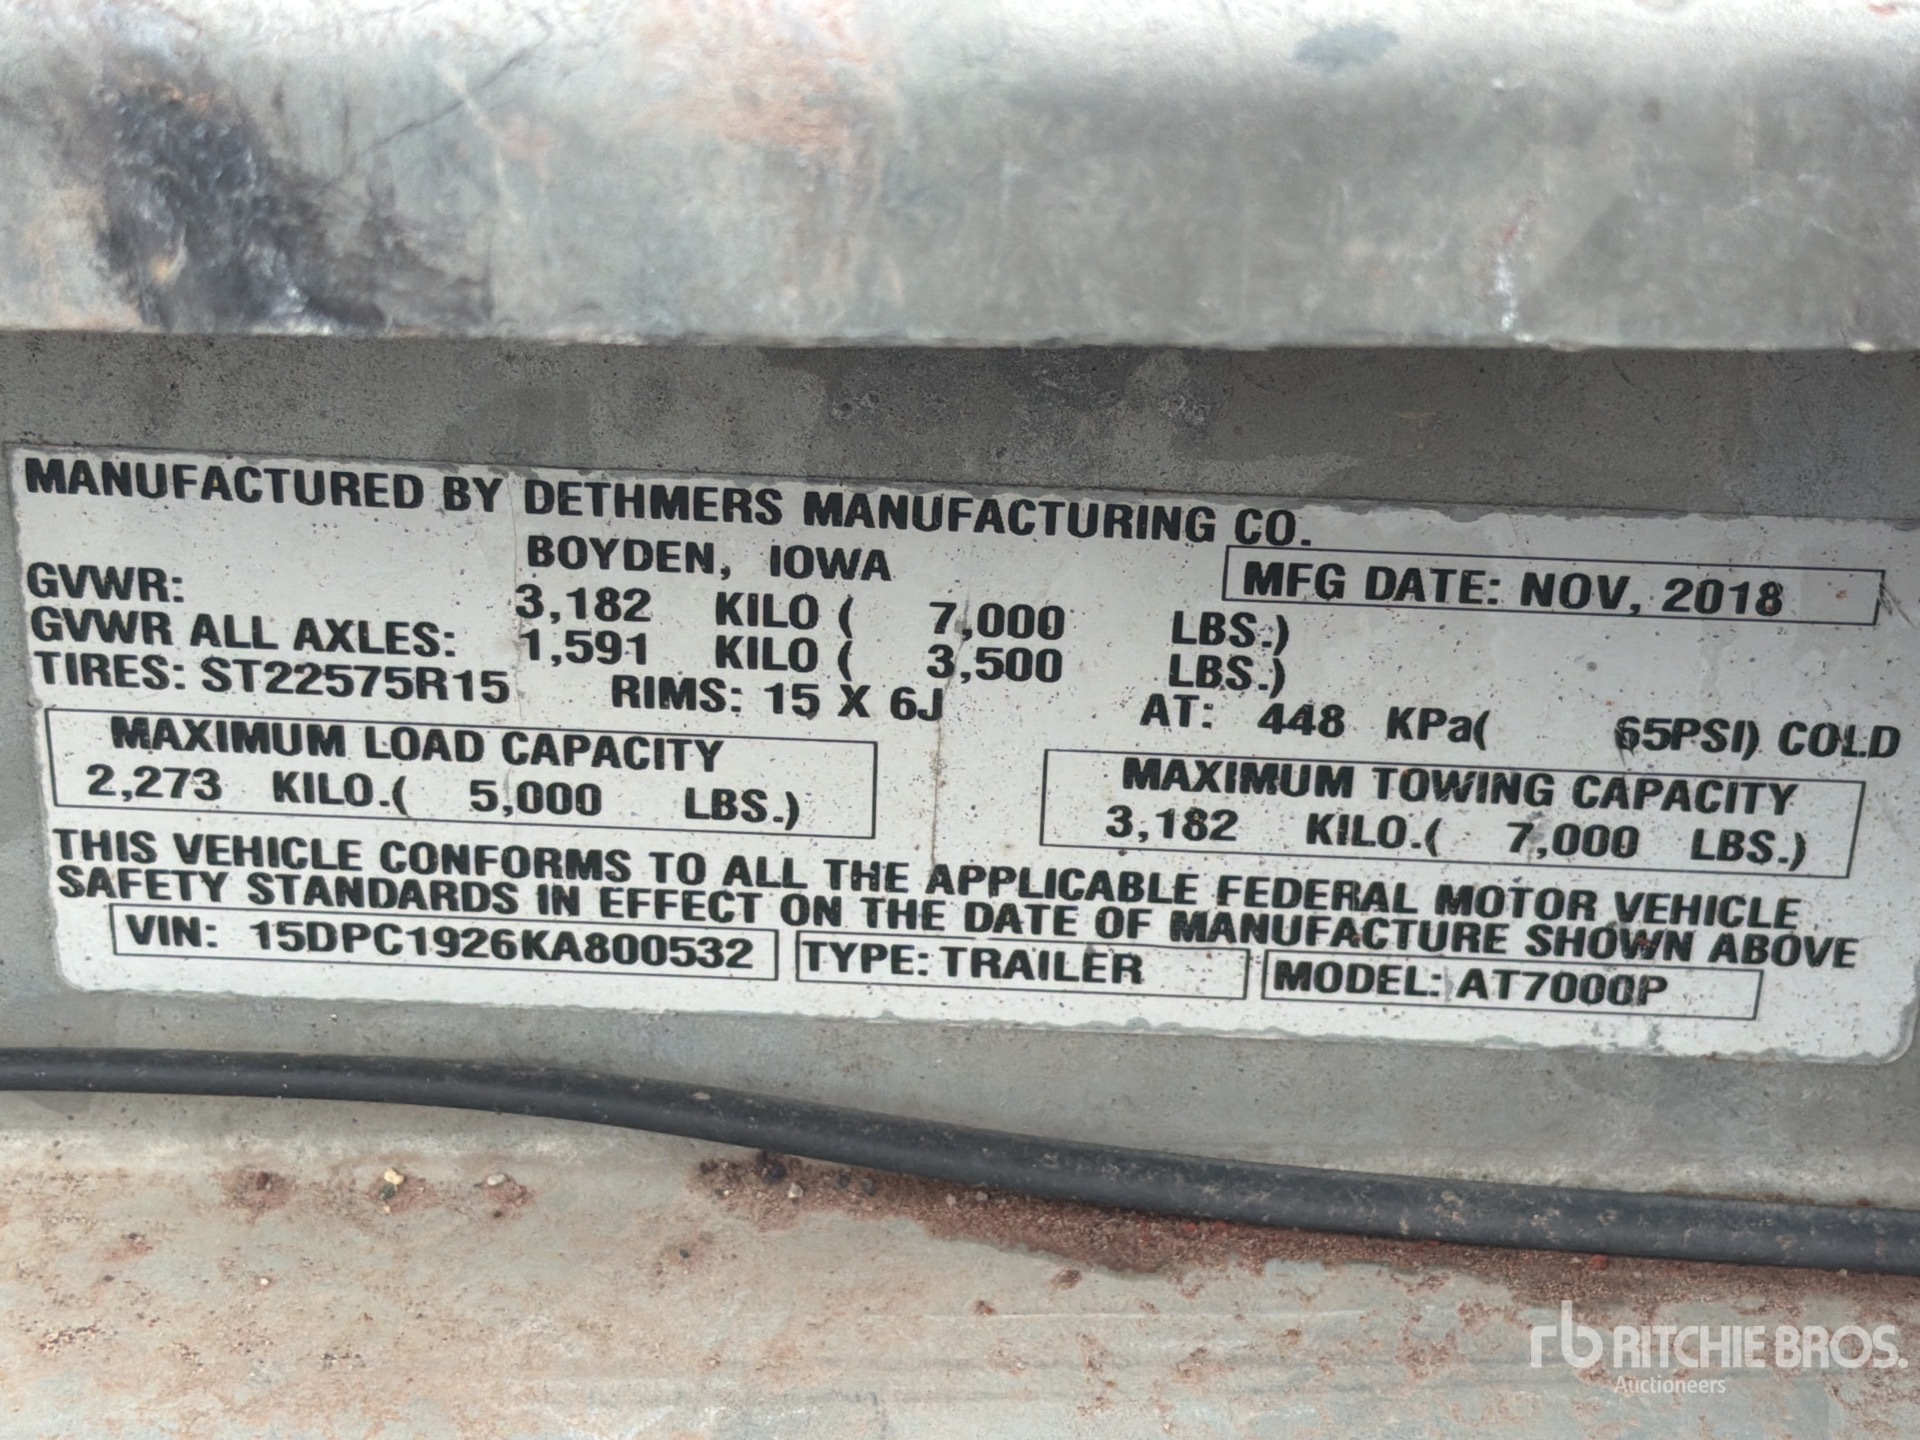 MANUFACTURED BY DETHMERS MANUFACTURING CO.
BOYDEN, IOWA
MFG DATE: NOV, 2018
GVWR: 3,182 KILO ( 7,000 LBS.)
GVWR ALL AXLES: 1,591 KILO ( 3,500 LBS.)
TIRES: ST22575R15 RIMS: 15 X 6J AT: 448 KPa( 65PSI) COLD
MAXIMUM LOAD CAPACITY
2,273 KILO.( 5,000 LBS.)
MAXIMUM TOWING CAPACITY
3,182 KILO.( 7,000 LBS.)
THIS VEHICLE CONFORMS TO ALL THE APPLICABLE FEDERAL MOTOR VEHICLE
SAFETY STANDARDS IN EFFECT ON THE DATE OF MANUFACTURE SHOWN ABOVE
VIN: 15DPC1926KA800532 TYPE: TRAILER MODEL: AT7000P
rb RITCHIE BROS.
Auctioneers